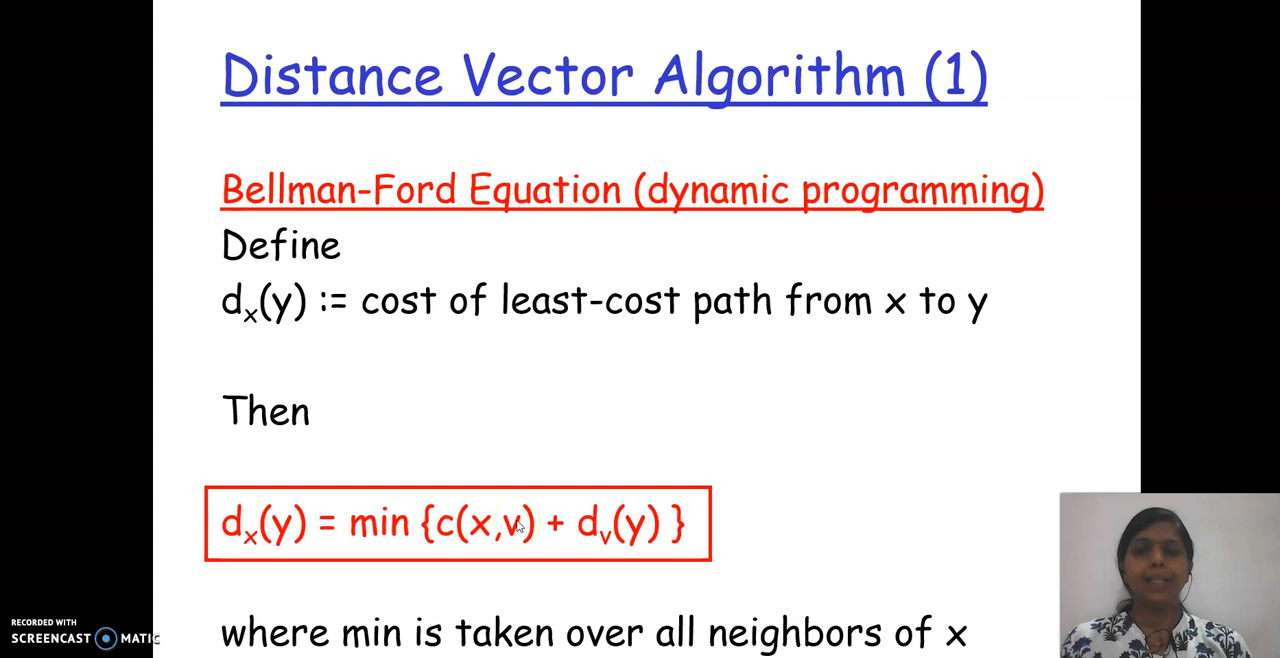 Distance Vector Algorithm (1)
Bellman-Ford Equation (dynamic programming)
Define
dₓ(y) := cost of least-cost path from x to y
Then
dₓ(y) = min {c(x,v) + dᵥ(y) }
where min is taken over all neighbors of x
RECORDED WITH
SCREENCAST MATIC